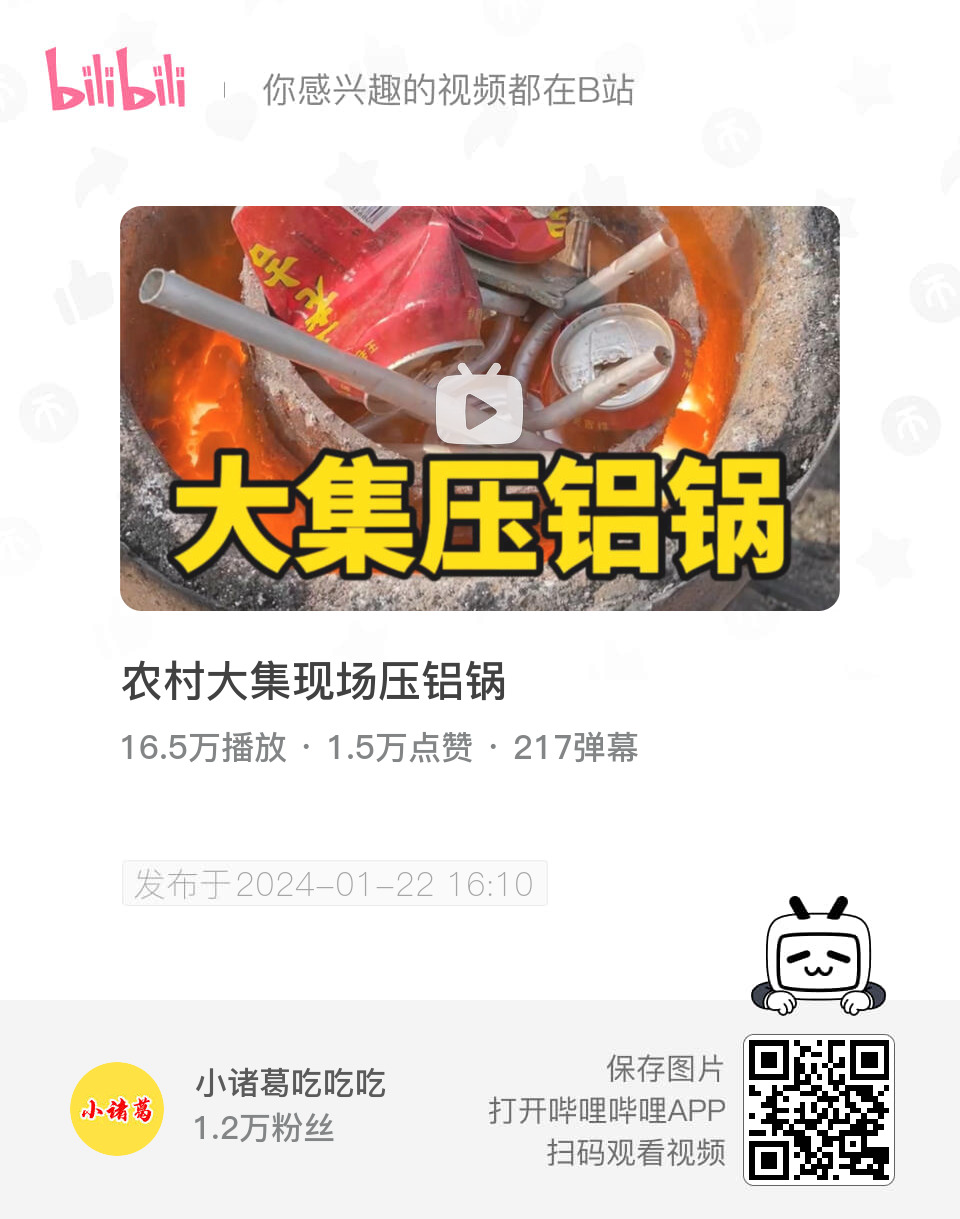 bilibili
你感兴趣的视频都在B站
大集压铝锅
农村大集现场压铝锅
16.5万播放 · 1.5万点赞 · 217弹幕
发布于2024-01-22 16:10
小诸葛
小诸葛吃吃吃
1.2万粉丝
保存图片
打开哔哩哔哩APP
扫码观看视频